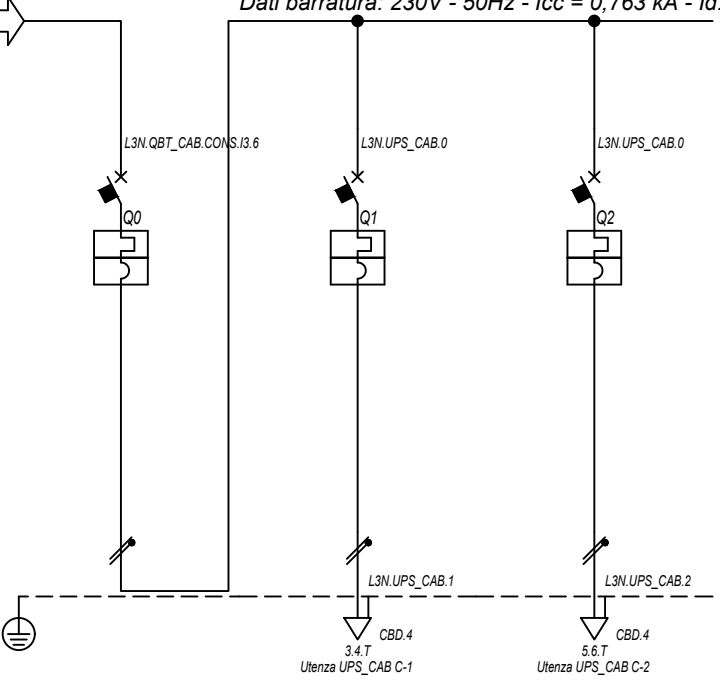 Dati barratura: 230V - 50Hz - Icc = 0,763 kA -
L3N.QBT_CAB.CONS.I3.6
L3N.UPS_CAB.0
L3N.UPS_CAB.0
Q0
Q1
Q2
L3N.UPS_CAB.1
L3N.UPS_CAB.2
CBD.4
CBD.4
3.4.T
5.6.T
Utenza UPS_CAB C-1
Utenza UPS_CAB C-2